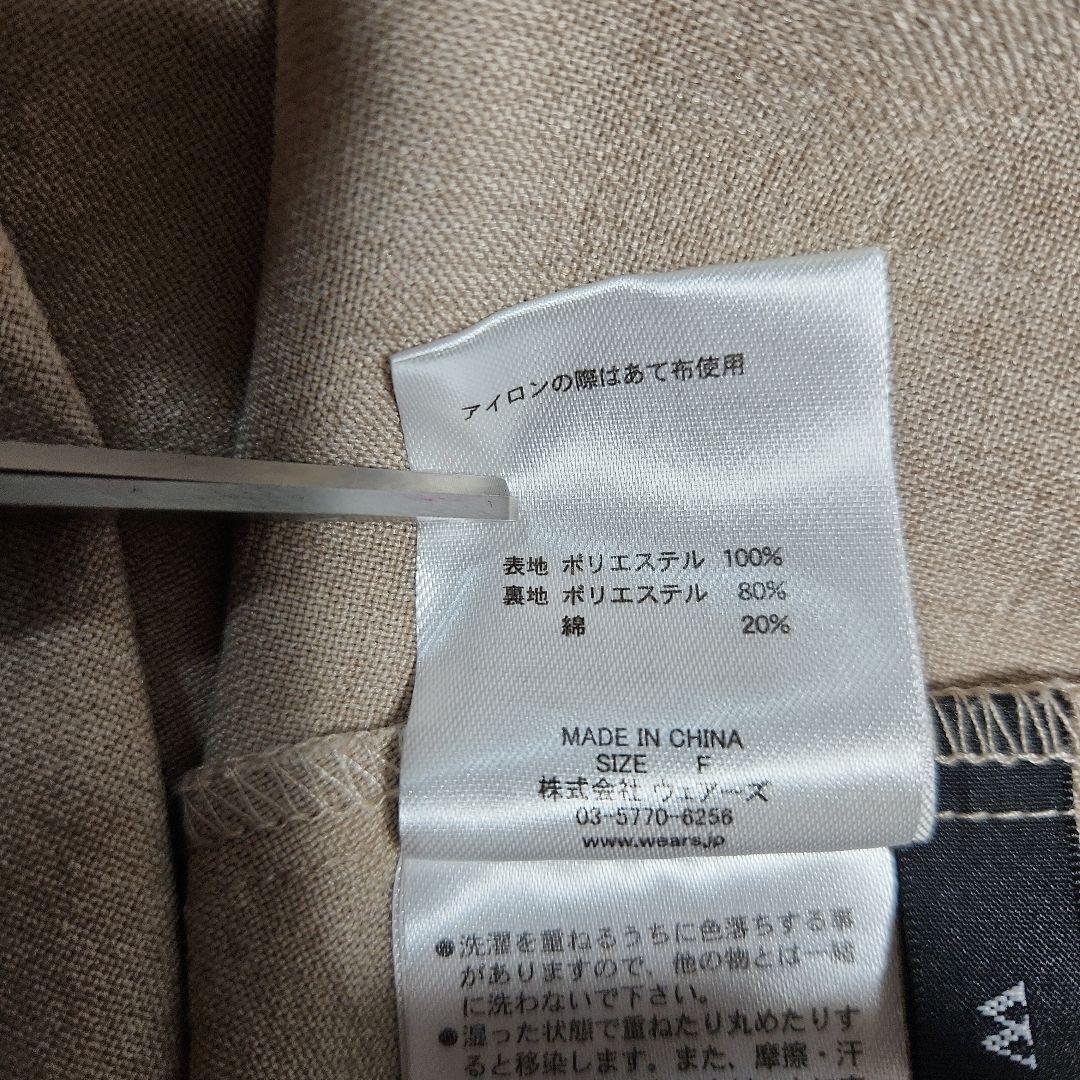 アイロンの際はあて布使用
表地 ポリエステル 100%
裏地 ポリエステル 80%
綿 20%
MADE IN CHINA
SIZE F
株式会社 ウェアーズ
03-5770-6256
www.wears.jp
●洗濯を重ねるうちに色落ちする事
がありますので、他の物とは一緒
に洗わないで下さい。
●湿った状態で重ねたり丸めたりす
ると移染します。また、摩擦・汗